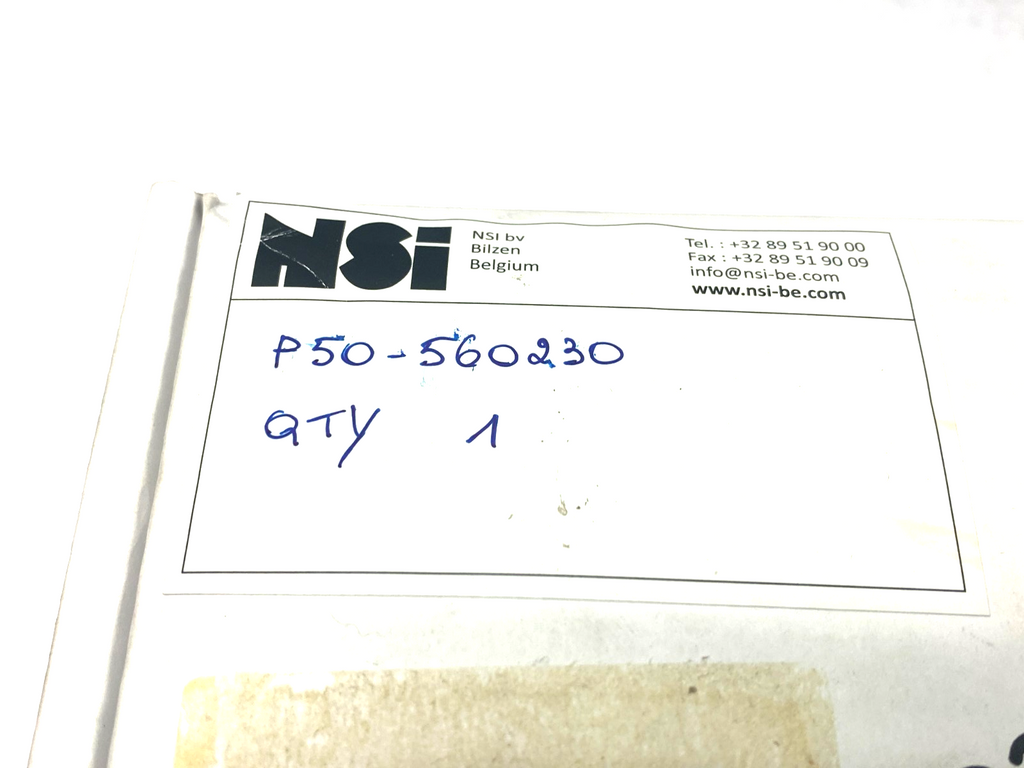 NSi
NSI bv
Bilzen
Belgium
Tel. : +32 89 51 90 00
Fax : +32 89 51 90 09
info@nsi-be.com
www.nsi-be.com
P50-560230
QTY 1